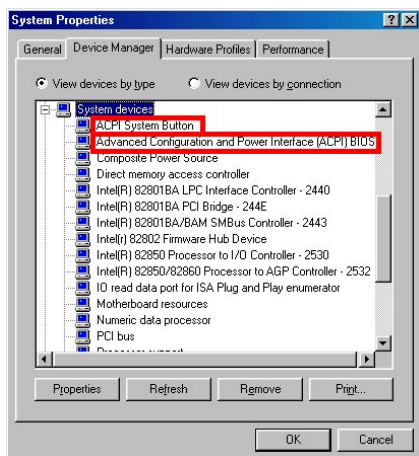 System Properties
General Device Manager Hardware Profiles Performance
View devices by type View devices by connection
System devices
ACPI System Button
Advanced Configuration and Power Interface (ACPI) BIOS
Composite Power Source
Direct memory access controller
Intel(R) 82801BA LPC Interface Controller - 2440
Intel(R) 82801BA PCI Bridge - 244E
Intel(R) 82801BA/BAM SMBus Controller - 2443
Intel(r) 82802 Firmware Hub Device
Intel(R) 82850 Processor to I/O Controller - 2530
Intel(R) 82850/82860 Processor to AGP Controller - 2532
IO read data port for ISA Plug and Play enumerator
Motherboard resources
Numeric data processor
PCI bus
Processor support
Properties Refresh Remove Print...
OK Cancel